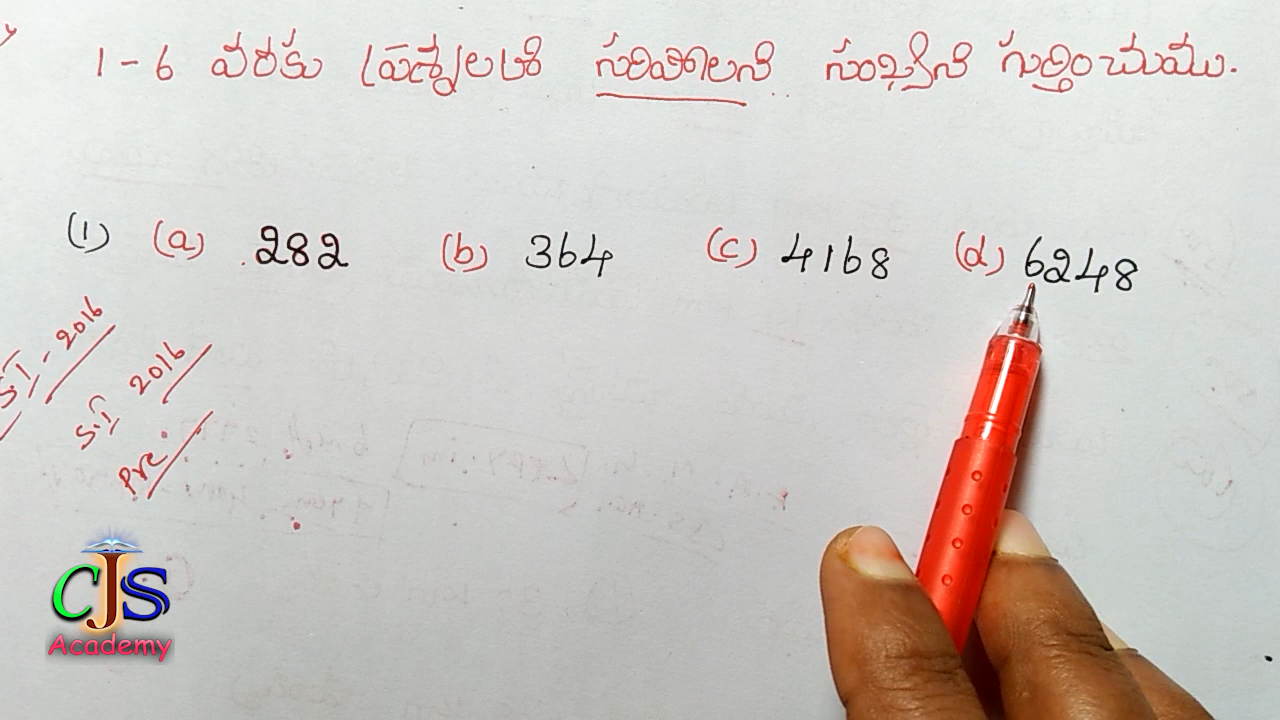 1 - 6 వరకు ప్రశ్నలలో సరిపోలని సంఖ్యని గుర్తించుము.
(1) (a) 282 (b) 364 (c) 4168 (d) 6248
S.I - 2016
S.I 2016
Pre
CJS
Academy